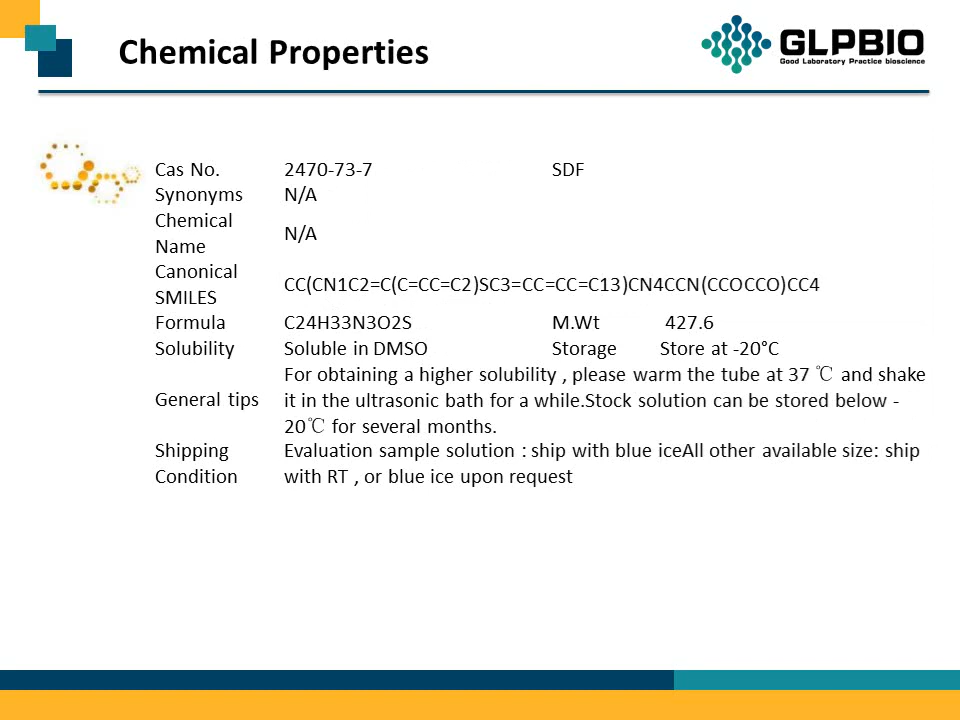 Chemical Properties
GLPBIO
Good Laboratory Practice bioscience
Cas No. 2470-73-7 SDF
Synonyms N/A
Chemical
Name N/A
Canonical
SMILES CC(CN1C2=C(C=CC=C2)SC3=CC=CC=C13)CN4CCN(CCOCCO)CC4
Formula C24H33N3O2S M.Wt 427.6
Solubility Soluble in DMSO Storage Store at -20°C
General tips For obtaining a higher solubility , please warm the tube at 37 ℃ and shake
it in the ultrasonic bath for a while.Stock solution can be stored below -
20℃ for several months.
Shipping Evaluation sample solution : ship with blue iceAll other available size: ship
Condition with RT , or blue ice upon request